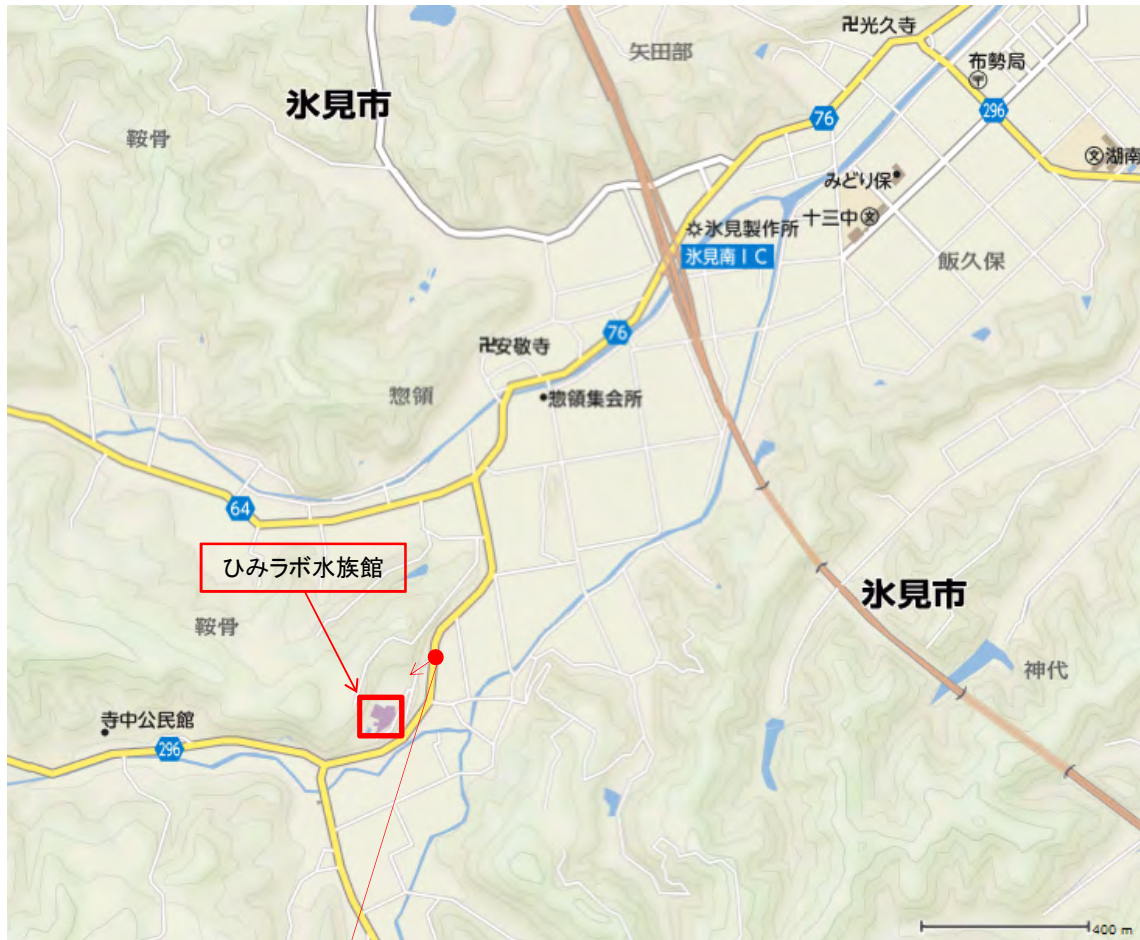 卍光久寺
矢田部
布勢局
氷見市
76
296
鞍骨
湖南
みどり保
氷見製作所
十三中
氷見南IC
飯久保
76
卍安敬寺
惣領
惣領集会所
64
ひみラボ水族館
氷見市
鞍骨
神代
寺中公民館
296
400 m